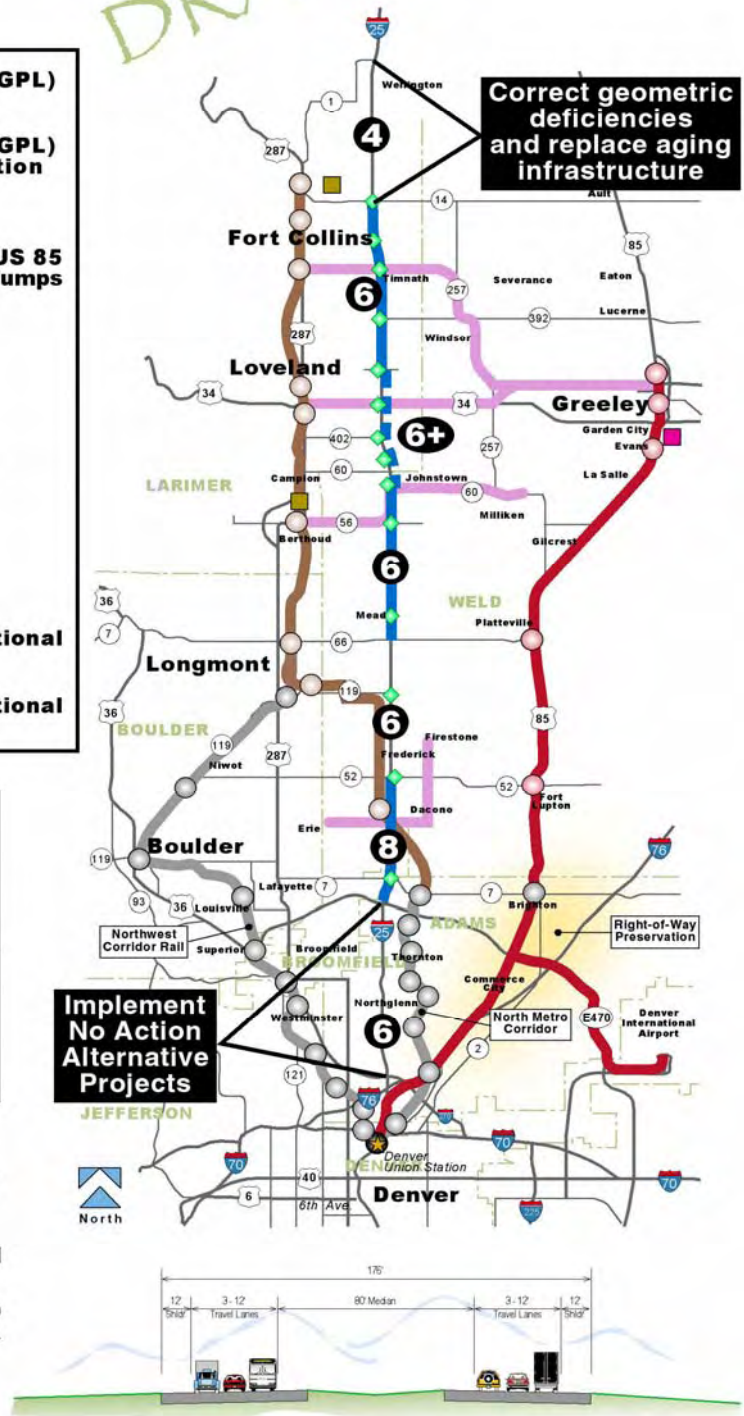 DR
GPL)
GPL)
tion
US 85
umps
tional
tional
25
Wellington
1
4
Correct geometric
deficiencies
and replace aging
infrastructure
287
14
Ault
Fort Collins
85
Timnath
Severance
Eaton
257
6
392
Lucerne
287
Windsor
Loveland
34
34
Greeley
402
6+
Garden City
257
Evans
60
LARIMER
Campion
Johnstown
La Salle
60
56
Milliken
Berthoud
Gilcrest
6
36
WELD
7
Mead
Platteville
66
Longmont
119
36
85
BOULDER
6
Firestone
119
287
Frederick
Niwot
52
52
Dacono
Fort
Lupton
Erie
Boulder
8
76
119
Lafayette
7
7
93
36
Louisville
Brighton
Northwest
Corridor Rail
25
ADAMS
Right-of-Way
Preservation
Superior
Broomfield
BROOMFIELD
Thornton
Commerce
City
Implement
No Action
Alternative
Projects
Northglenn
North Metro
Corridor
E470
Denver
International
Airport
Westminster
6
2
121
76
JEFFERSON
70
70
Denver
Union Station
DENVER
40
70
North
6
6th Ave.
Denver
225
176'
12'
3 - 12'
80' Median
3 - 12'
12'
Shldr
Travel Lanes
Travel Lanes
Shldr